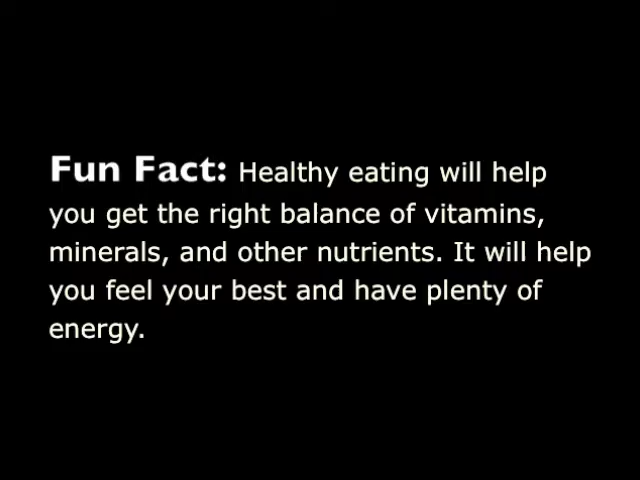 Fun Fact: Healthy eating will help
you get the right balance of vitamins,
minerals, and other nutrients. It will help
you feel your best and have plenty of
energy.